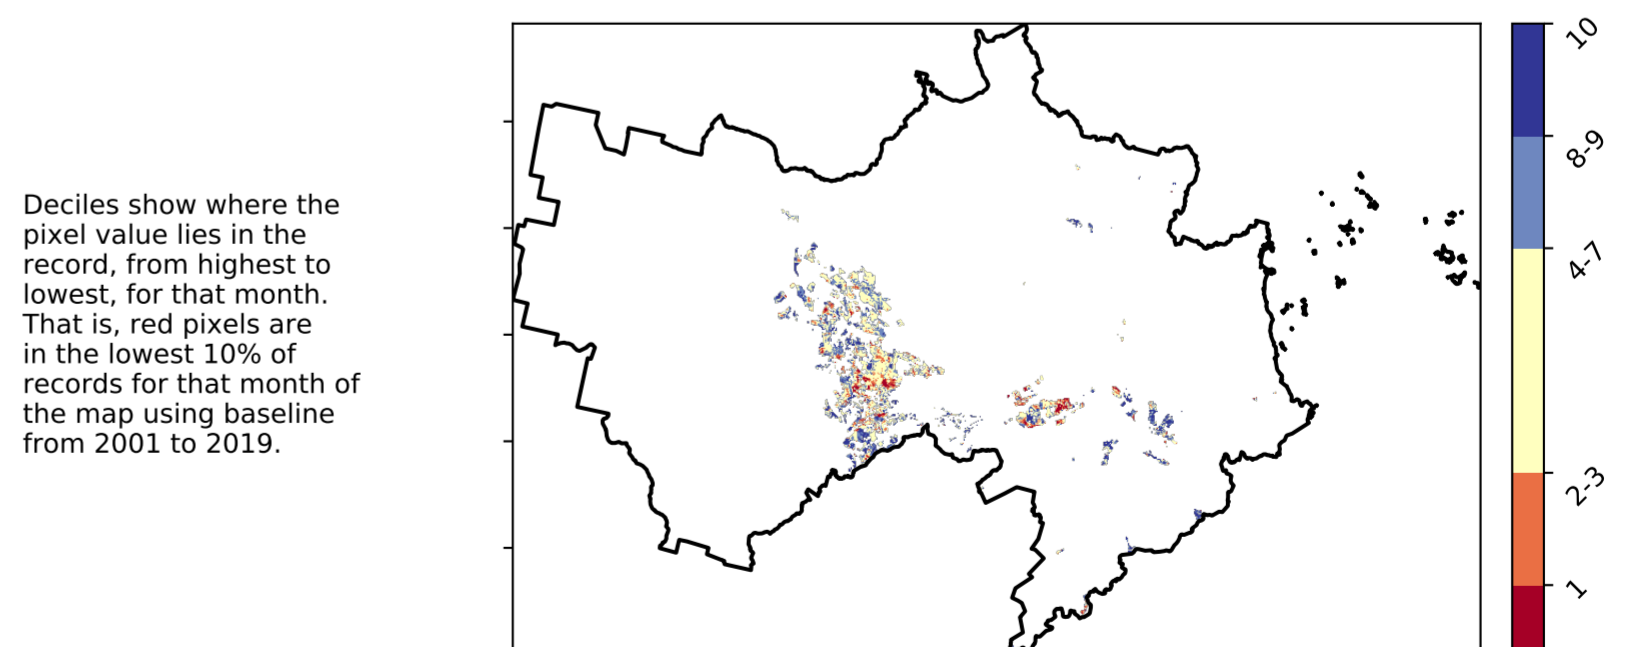 Deciles show where the
pixel value lies in the
record, from highest to
lowest, for that month.
That is, red pixels are
in the lowest 10% of
records for that month of
the map using baseline
from 2001 to 2019.
10
8-9
4-7
2-3
1